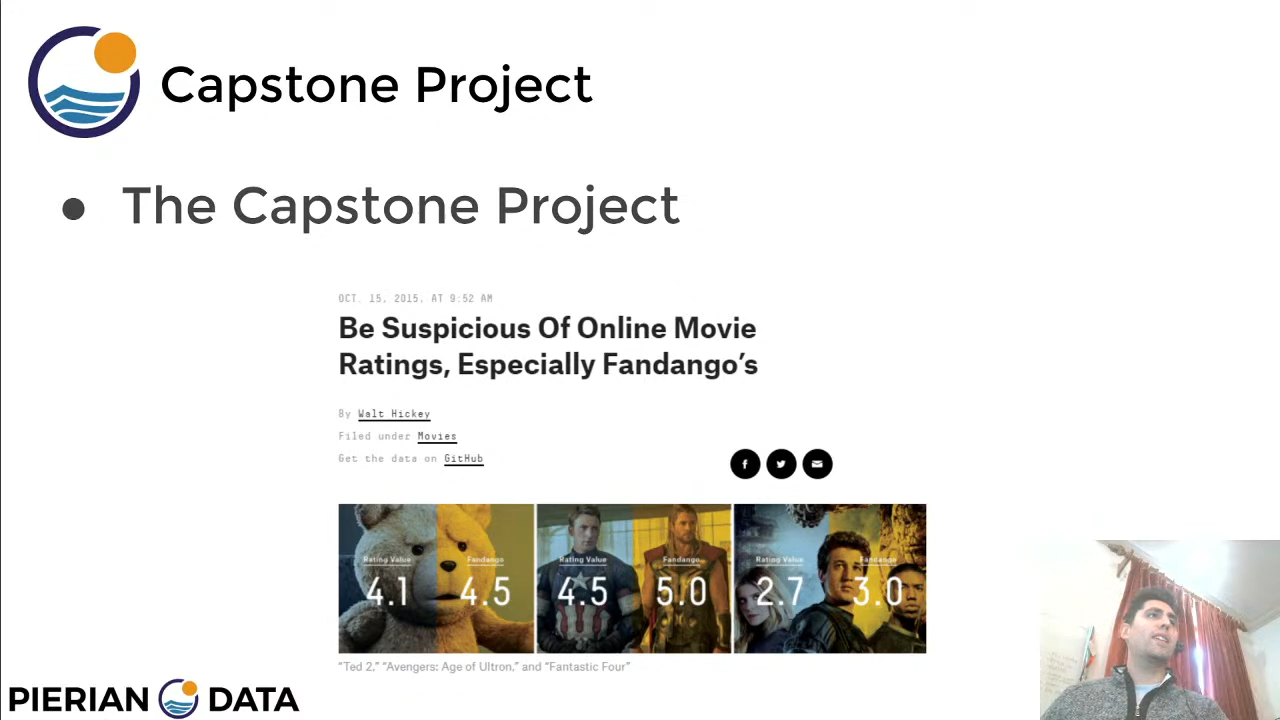 Capstone Project
● The Capstone Project
OCT. 15, 2015, AT 9:52 AM
Be Suspicious Of Online Movie
Ratings, Especially Fandango's
By Walt Hickey
Filed under Movies
Get the data on GitHub
Rating Value Fandango Rating Value Fandango Rating Value Fandango
4.1 4.5 4.5 5.0 2.7 3.0
“Ted 2,” “Avengers: Age of Ultron,” and “Fantastic Four”
PIERIAN DATA